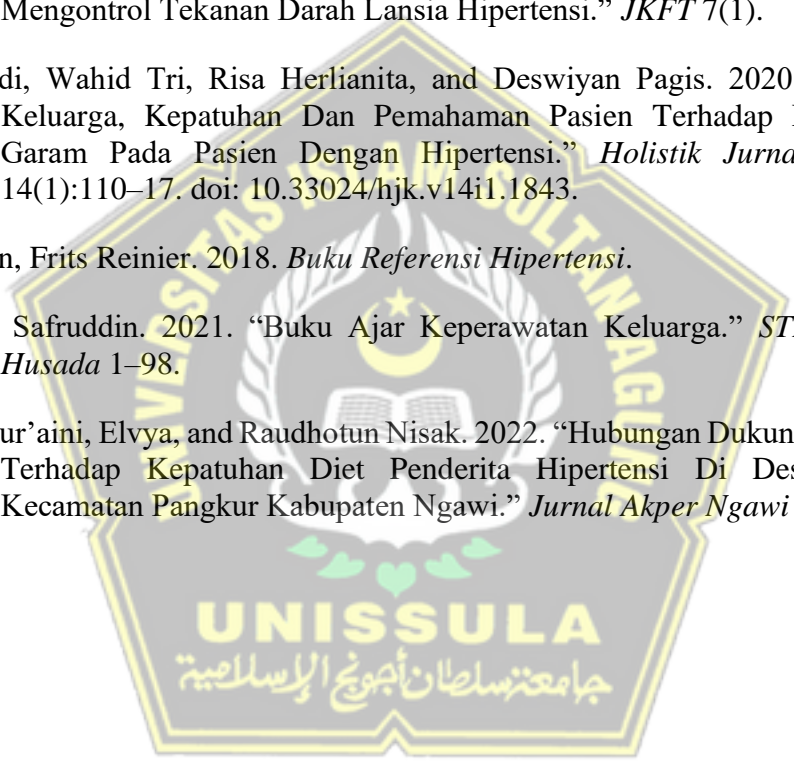 Mengontrol Tekanan Darah Lansia Hipertensi.” JKFT 7(1).
di, Wahid Tri, Risa Herlianita, and Deswiyan Pagis. 2020
Keluarga, Kepatuhan Dan Pemahaman Pasien Terhadap
Garam Pada Pasien Dengan Hipertensi.” Holistik Jurna
14(1):110–17. doi: 10.33024/hjk.v14i1.1843.
n, Frits Reinier. 2018. Buku Referensi Hipertensi.
Safruddin. 2021. “Buku Ajar Keperawatan Keluarga.” ST
Husada 1–98.
ur’aini, Elvya, and Raudhotun Nisak. 2022. “Hubungan Dukun
Terhadap Kepatuhan Diet Penderita Hipertensi Di Des
Kecamatan Pangkur Kabupaten Ngawi.” Jurnal Akper Ngawi
UNIVERSITAS ISLAM SULTAN AGUNG
UNISSULA
جامعة سلطان أجونج الإسلامية